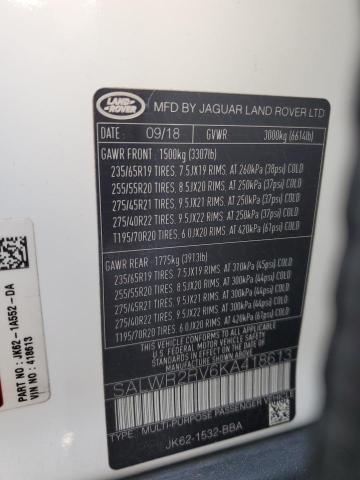 LAND-
ROVER
MFD BY JAGUAR LAND ROVER LTD
DATE : 09/18 GVWR 3000kg (6614lb)
GAWR FRONT : 1500kg (3307lb)
235/65R19 TIRES, 7.5JX19 RIMS, AT 260kPa (38psi) COLD
255/55R20 TIRES, 8.5JX20 RIMS, AT 250kPa (37psi) COLD
275/45R21 TIRES, 9.5JX21 RIMS, AT 250kPa (37psi) COLD
275/40R22 TIRES, 9.5JX22 RIMS, AT 250kPa (37psi) COLD
T195/70R20 TIRES, 6.0JX20 RIMS, AT 420kPa (61psi) COLD
GAWR REAR : 1775kg (3913lb)
235/65R19 TIRES, 7.5JX19 RIMS, AT 310kPa (45psi) COLD
255/55R20 TIRES, 8.5JX20 RIMS, AT 300kPa (44psi) COLD
275/45R21 TIRES, 9.5JX21 RIMS, AT 300kPa (44psi) COLD
275/40R22 TIRES, 9.5JX22 RIMS, AT 300kPa (44psi) COLD
T195/70R20 TIRES, 6.0JX20 RIMS, AT 420kPa (61psi) COLD
THIS VEHICLE CONFORMS TO ALL APPLICABLE
FEDERAL MOTOR VEHICLE SAFETY
STANDARDS IN EFFECT ON THE DATE OF
MANUFACTURE SHOWN ABOVE
SALWR2RV6KA418613
TYPE : MULTI-PURPOSE PASSENGER VEHICLE
JK62-1532-BBA
PART NO : JK62-1A552-DA
VIN NO : 418613